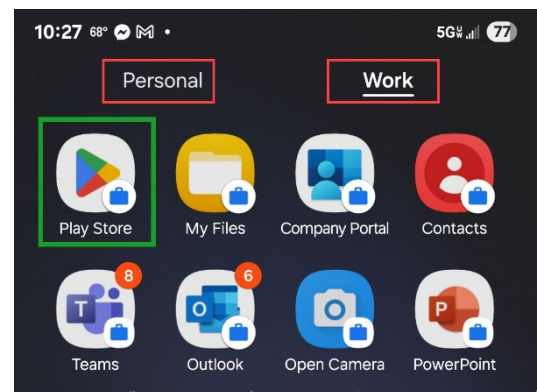 10:27 68° 5G 77
Personal Work
Play Store My Files Company Portal Contacts
8 6
T O P
Teams Outlook Open Camera PowerPoint